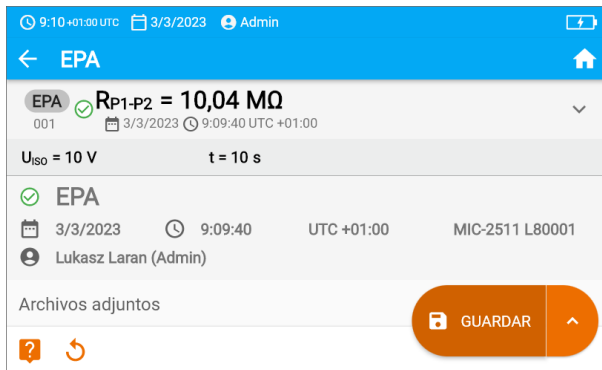 9:10 +01:00 UTC 3/3/2023 Admin
EPA
EPA RP1-P2 = 10,04 MΩ
001 3/3/2023 9:09:40 UTC +01:00
UISO = 10 V t = 10 s
EPA
3/3/2023 9:09:40 UTC +01:00 MIC-2511 L80001
Lukasz Laran (Admin)
Archivos adjuntos
GUARDAR
?